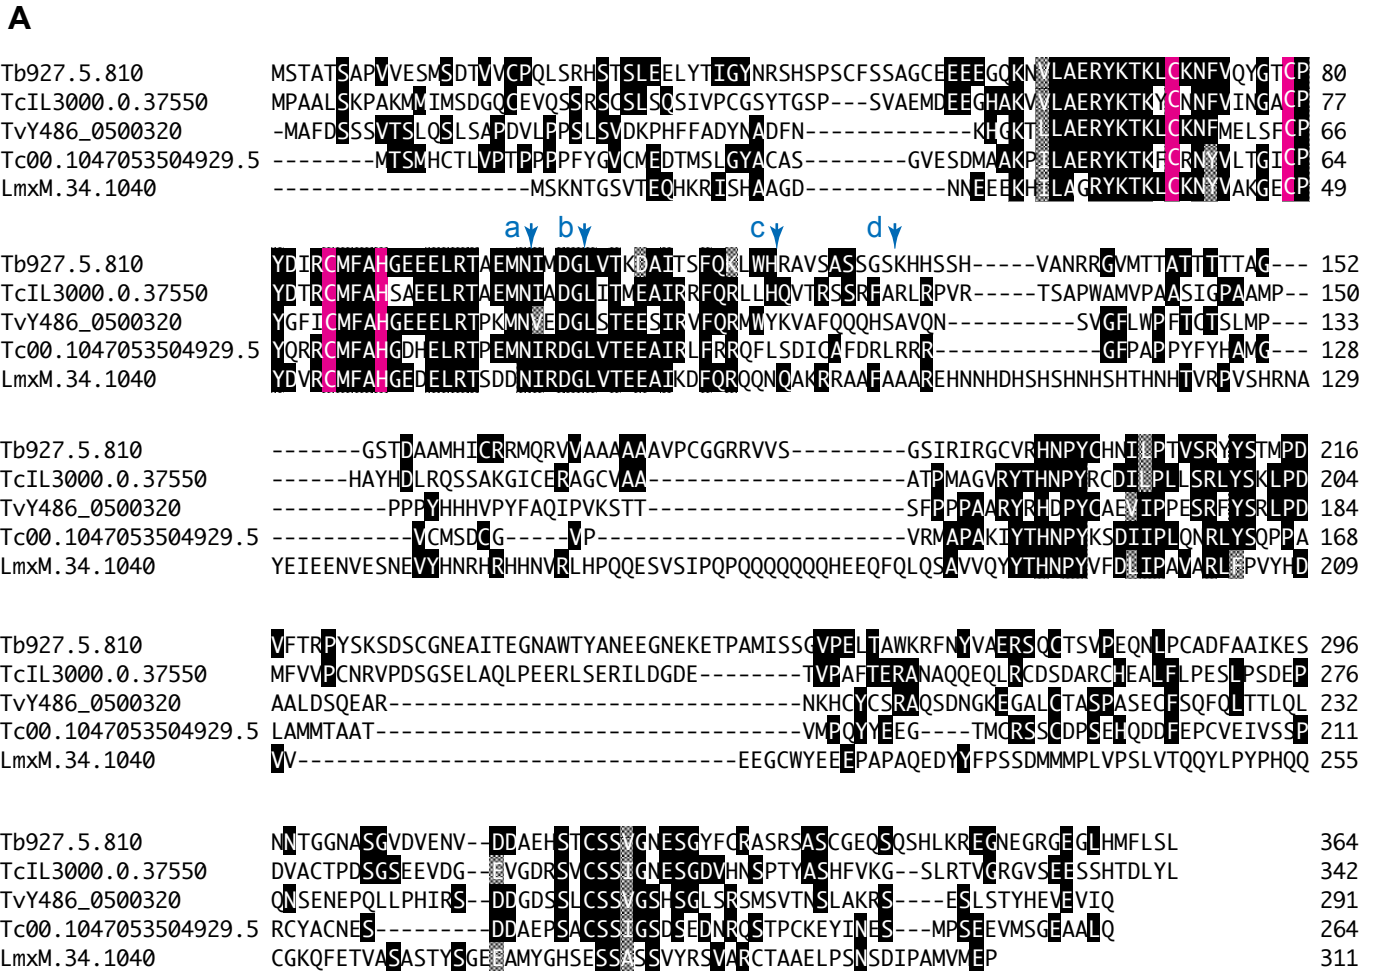 A
Tb927.5.810 MSTATSAPVVESMSDTVVCPQLSRHSTSLEELYTIGYNRSHSPSCFSSAGCEEEEGQKNVLAERYKTKLCKNFVQYGTCP 80
TcIL3000.0.37550 MPAALSKPAKMMIMSDGQCEVQSSRSCSLSQSIVPCGSYTGSP---SVAEMDEEGHAKVVLAERYKTKYCNNFVINGACP 77
TvY486_0500320 -MAFDSSSVTSLQSLSAPDVLPPSLSVDKPHFFADYNADFN-------------KHGKTLLAERYKTKLCKNFMELSFCP 66
Tc00.1047053504929.5 --------MTSMHCTLVPTPPPPFYGVCMEDTMSLGYACAS--------GVESDMAAKPILAERYKTKFCRNYVLTGICP 64
LmxM.34.1040 --------------------MSKNTGSVTEQHKRISHAAGD-----------NNEEEKHILAGRYKTKLCKNYVAKGECP 49
a b c d
Tb927.5.810 YDIRCMFAHGEEELRTAEMNIMDGLVTKDAITSFQKLWHRAVSASSGSKHHSSH-----VANRRGVMTTATTTTTAG--- 152
TcIL3000.0.37550 YDTRCMFAHSAEELRTAEMNIADGLITMEAIRRFQRLLHQVTRSSRFARLRPVR-----TSAPWAMVPAASIGPAAMP-- 150
TvY486_0500320 YGFICMFAHGEEELRTPKMNVEDGLSTEESIRVFQRMWYKVAFQQQHSAVQN----------SVGFLWPFTCTSLMP--- 133
Tc00.1047053504929.5 YQRRCMFAHGDHELRTPEMNIRDGLVTEEAIRLFRRQFLSDICAFDRLRRR-------------GFPAPPYFYHAMG--- 128
LmxM.34.1040 YDVRCMFAHGEDELRTSDDNIRDGLVTEEAIKDFQRQQNQAKRRAAFAAAREHNNHDHSHSHNHSHTHNHTVRPVSHRNA 129
Tb927.5.810 -------GSTDAAMHICRRMQRVVAAAAAAAVPCGGRRVVS---------GSIRIRGCVRHNPYCHNILPTVSRYYSTMPD 216
TcIL3000.0.37550 ------HAYHDLRQSSAKGICERAGCVAA--------------------ATPMAGVRYTHNPYRCDILPLLSRLYSKLPD 204
TvY486_0500320 ---------PPPYHHHVPYFAQIPVKSTT--------------------SFPPPAARYRHDPYCAEVIPPESRFYSRLPD 184
Tc00.1047053504929.5 -----------VCMSDCG-----VP------------------------VRMAPAKIYTHNPYKSDIIPLQNRLYSQPPA 168
LmxM.34.1040 YEIEENVESNEVYHNRHRHHNVRLHPQQESVSIPQPQQQQQQQHEEQFQLQSAVVQYYTHNPYVFDLIPAVARLFPVYHD 209
Tb927.5.810 VFTRPYSKSDSCGNEAITEGNAWTYANEEGNEKETPAMISSGVPELTAWKRFNYVAERSQCTSVPEQNLPCADFAAIKES 296
TcIL3000.0.37550 MFVVPCNRVPDSGSELAQLPEERLSERILDGDE--------TVPAFTERANAQQEQLRCDSDARCHEALFLPESLPSDEP 276
TvY486_0500320 AALDSQEAR--------------------------------NKHCYCSRAQSDNGKEGALCTASPASECFSQFQLTTLQL 232
Tc00.1047053504929.5 LAMMTAAT---------------------------------VMPQYYEEG----TMCRSSCDPSEHQDDFEPCVEIVSSP 211
LmxM.34.1040 VV----------------------------------EEGCWYEEEPAPAQEDYYFPSSDMMMPLVPSLVTQQYLPYPHQQ 255
Tb927.5.810 NNTGGNASGVDVENV--DDAEHSTCSSVGNESGYFCRASRSASCGEQSQSHLKREGNEGRGEGLHMFLSL 364
TcIL3000.0.37550 DVACTPDSGSEEVDG--EVGDRSVCSSIGNESGDVHNSPTYASHFVKG--SLRTVGRGVSEESSHTDLYL 342
TvY486_0500320 QNSENEPQLLPHIRS--DDGDSSLCSSVGSHSGLSRSMSVTNSLAKRS----ESLSTYHEVEVIQ 291
Tc00.1047053504929.5 RCYACNES---------DDAEPSACSSIGSDSEDNRQSTPCKEYINES---MPSEEVMSGEAALQ 264
LmxM.34.1040 CGKQFETVASASTYSGEEAMYGHSESSASSVYRSVARCTAAELPSNSDIPAMVMEP 311